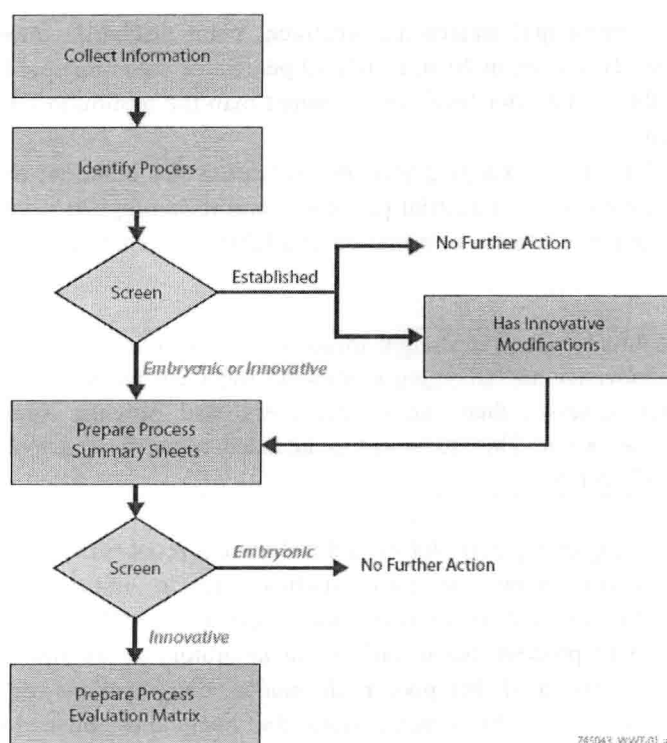 Collect Information
Identify Process
Screen
Established
No Further Action
Has Innovative
Modifications
Embryonic or Innovative
Prepare Process
Summary Sheets
Screen
Embryonic
No Further Action
Innovative
Prepare Process
Evaluation Matrix